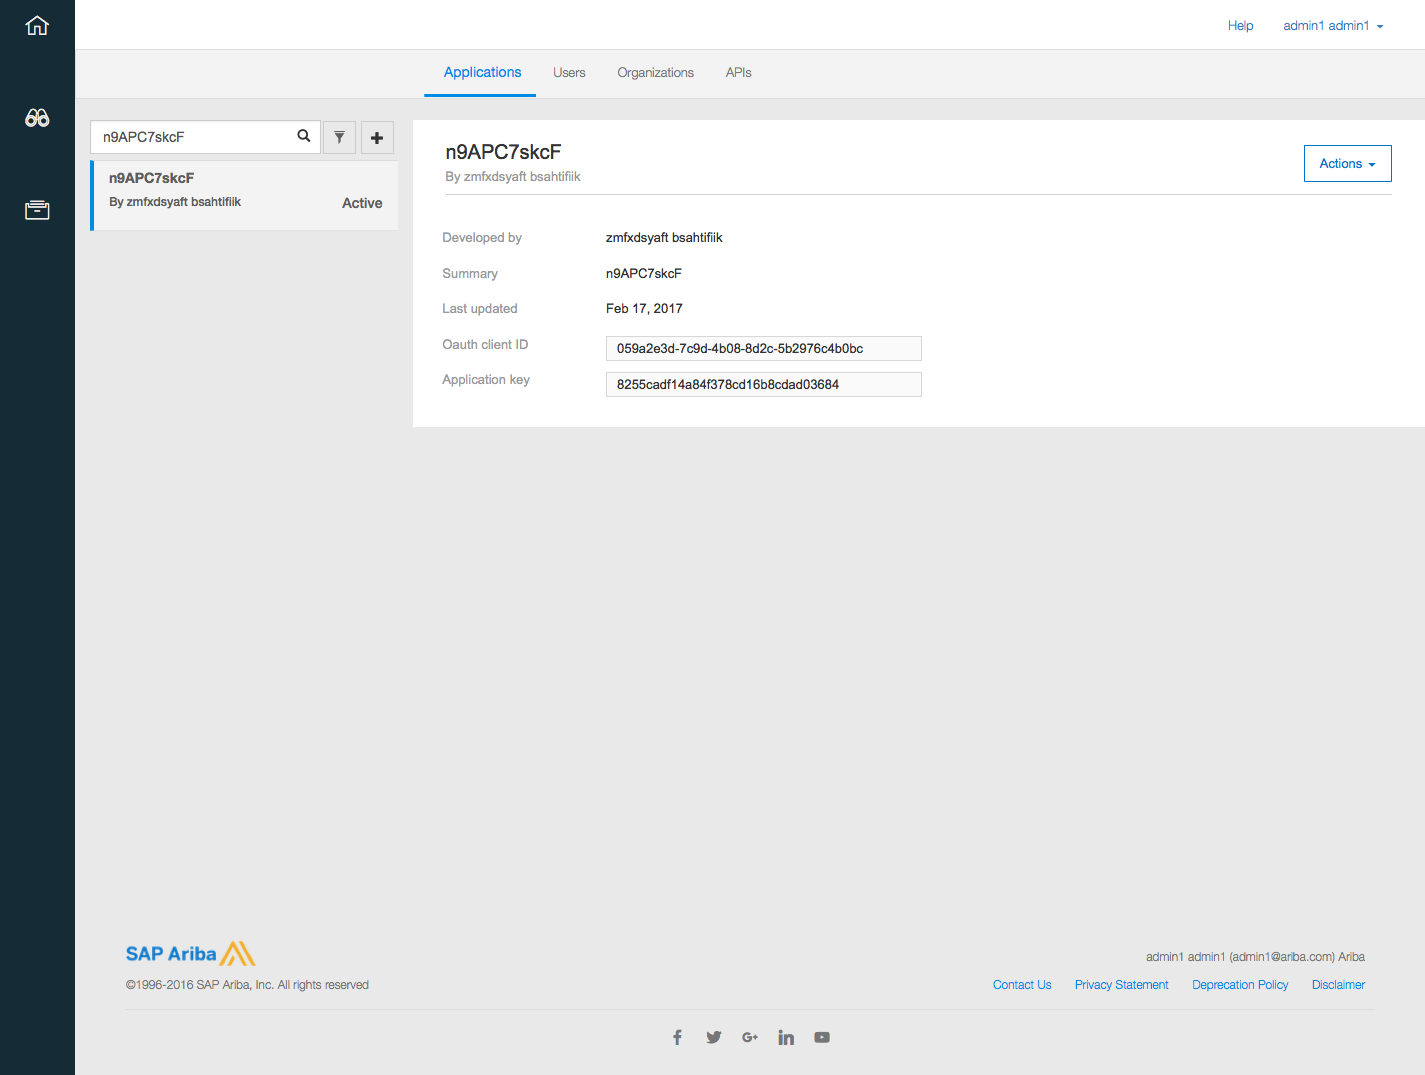 Help admin1 admin1
Applications Users Organizations APIs
n9APC7skcF
n9APC7skcF
By zmfxdsyaft bsahtifiik
Active
n9APC7skcF
By zmfxdsyaft bsahtifiik
Actions
Developed by zmfxdsyaft bsahtifiik
Summary n9APC7skcF
Last updated Feb 17, 2017
Oauth client ID 059a2e3d-7c9d-4b08-8d2c-5b2976c4b0bc
Application key 8255cadf14a84f378cd16b8cdad03684
SAP Ariba
admin1 admin1 (admin1@ariba.com) Ariba
©1996-2016 SAP Ariba, Inc. All rights reserved
Contact Us Privacy Statement Deprecation Policy Disclaimer